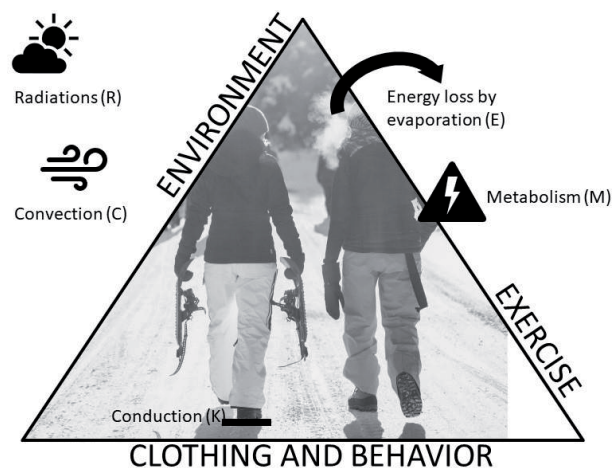 ENVIRONMENT
Radiations (R)
Energy loss by
evaporation (E)
Convection (C)
Metabolism (M)
EXERCISE
Conduction (K)
CLOTHING AND BEHAVIOR